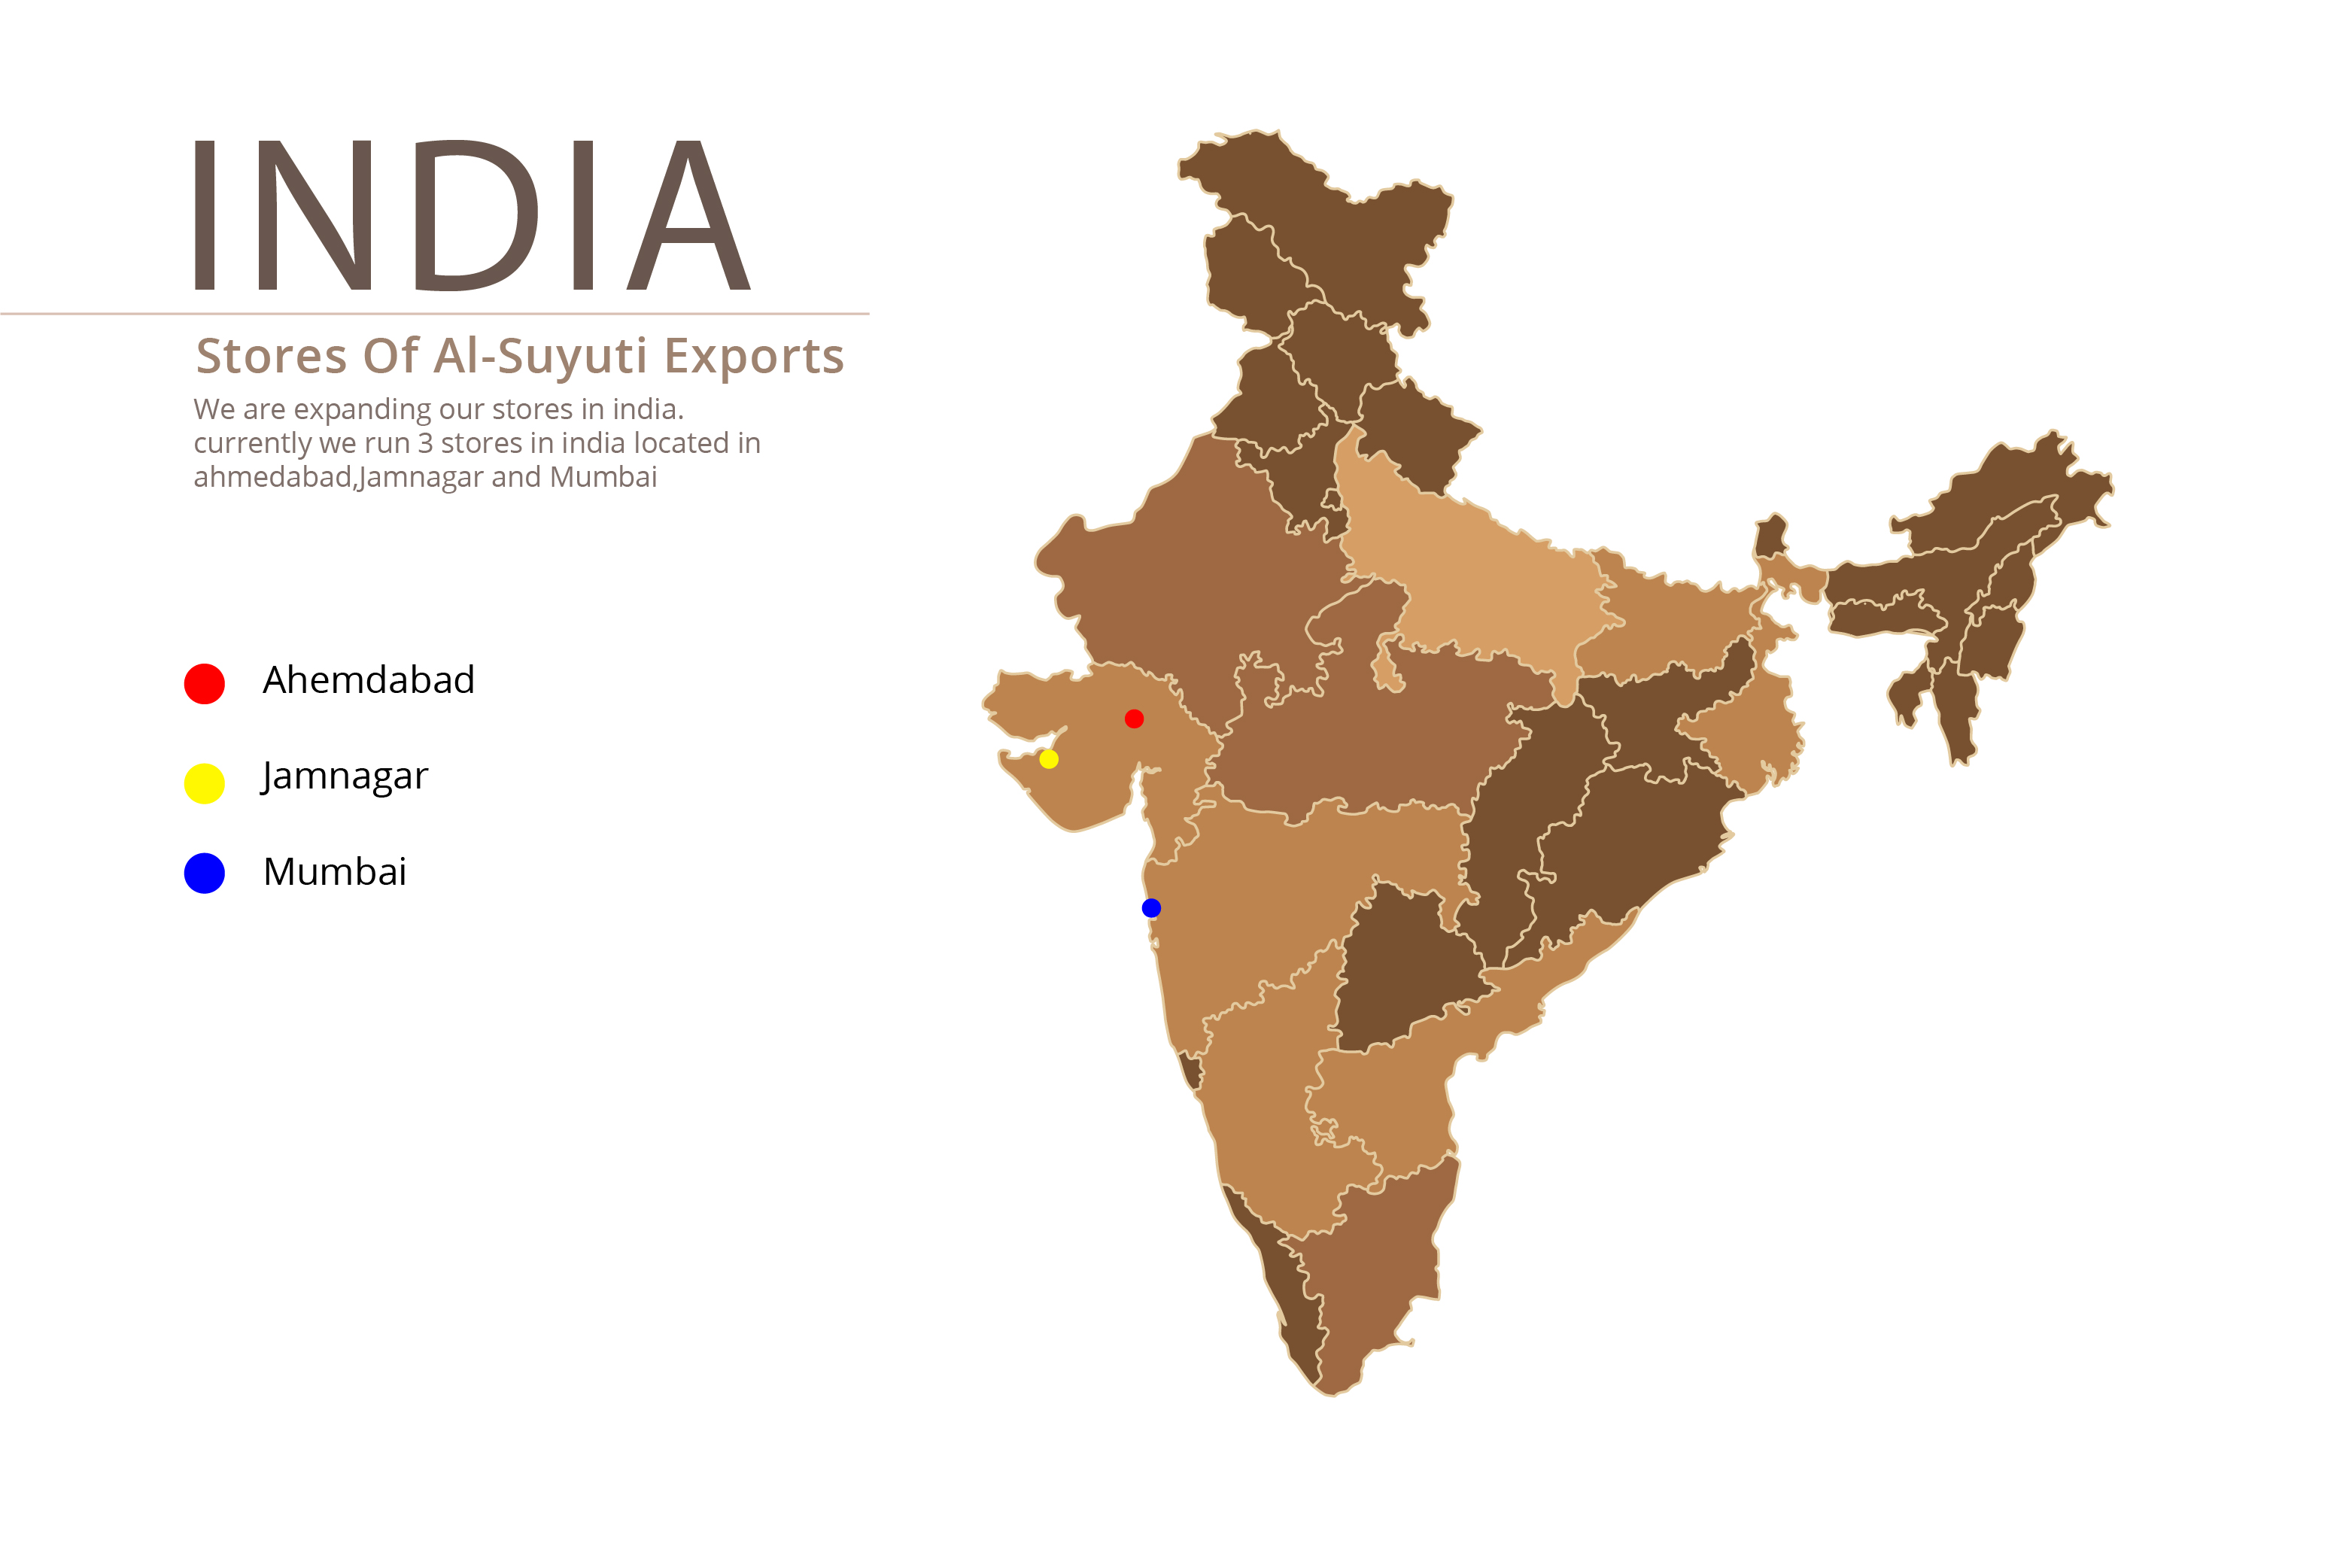 INDIA
Stores Of Al-Suyuti Exports
We are expanding our stores in india.
currently we run 3 stores in india located in
ahmedabad,Jamnagar and Mumbai
Ahemdabad
Jamnagar
Mumbai